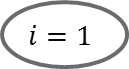 i = 1